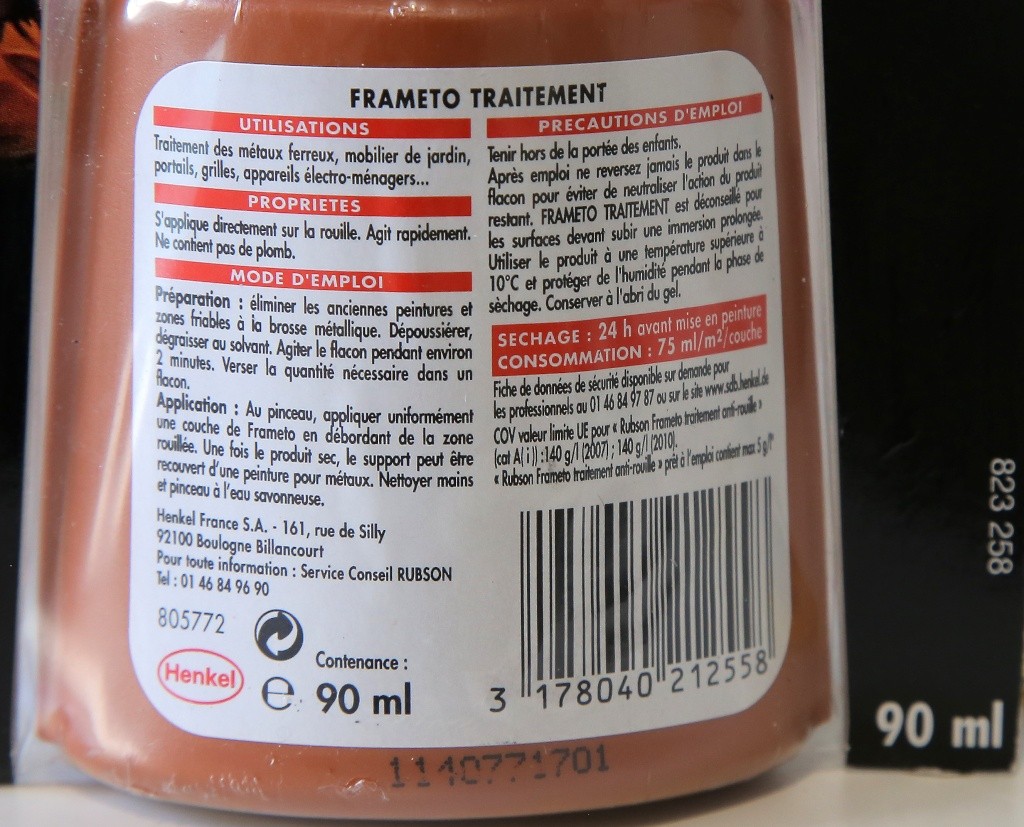 FRAMETO TRAITEMENT
UTILISATIONS
Traitement des métaux ferreux, mobilier de jardin,
portails, grilles, appareils électro-ménagers...
PROPRIETES
S'applique directement sur la rouille. Agit rapidement.
Ne contient pas de plomb.
MODE D'EMPLOI
Préparation : éliminer les anciennes peintures et
zones friables à la brosse métallique. Dépoussiérer,
dégraisser au solvant. Agiter le flacon pendant environ
2 minutes. Verser la quantité nécessaire dans un
flacon.
Application : Au pinceau, appliquer uniformément
une couche de Frameto en débordant de la zone
rouillée. Une fois le produit sec, le support peut être
recouvert d'une peinture pour métaux. Nettoyer mains
et pinceau à l'eau savonneuse.
Henkel France S.A. - 161, rue de Silly
92100 Boulogne Billancourt
Pour toute information : Service Conseil RUBSON
Tel : 01 46 84 96 90
805772
Henkel
Contenance :
e 90 ml
PRECAUTIONS D'EMPLOI
Tenir hors de la portée des enfants.
Après emploi ne reversez jamais le produit dans le
flacon pour éviter de neutraliser l'action du produit
restant. FRAMETO TRAITEMENT est déconseillé pour
les surfaces devant subir une immersion prolongée.
Utiliser le produit à une température supérieure à
10°C et protéger de l'humidité pendant la phase de
sèchage. Conserver à l'abri du gel.
SECHAGE : 24 h avant mise en peinture
CONSOMMATION : 75 ml/m2/couche
Fiche de données de sécurité disponible sur demande pour
les professionnels au 01 46 84 97 87 ou sur le site www.sdb.henkel.de
COV valeur limite UE pour « Rubson Frameto traitement anti-rouille »
(cat A( i )) :140 g/l (2007) ; 140 g/l (2010).
« Rubson Frameto traitement anti-rouille » prêt à l'emploi contient max 5 g/l*
3 178040 212558
1140771701
823 258
90 ml